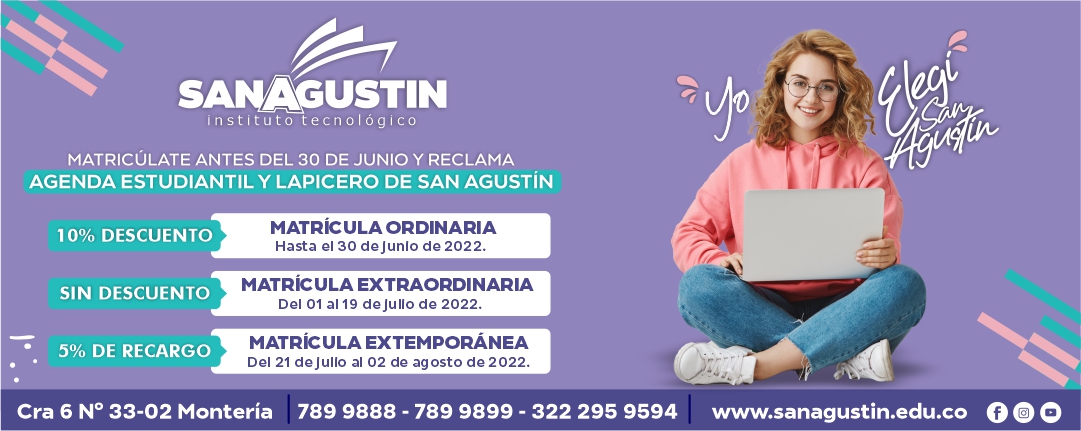 SANAGUSTIN
instituto tecnológico
MATRICÚLATE ANTES DEL 30 DE JUNIO Y RECLAMA
AGENDA ESTUDIANTIL Y LAPICERO DE SAN AGUSTÍN
10% DESCUENTO
MATRÍCULA ORDINARIA
Hasta el 30 de junio de 2022.
SIN DESCUENTO
MATRÍCULA EXTRAORDINARIA
Del 01 al 19 de julio de 2022.
5% DE RECARGO
MATRÍCULA EXTEMPORÁNEA
Del 21 de julio al 02 de agosto de 2022.
Yo
Elegí
San
Agustín
Cra 6 N° 33-02 Montería
789 9888 - 789 9899 - 322 295 9594
www.sanagustin.edu.co